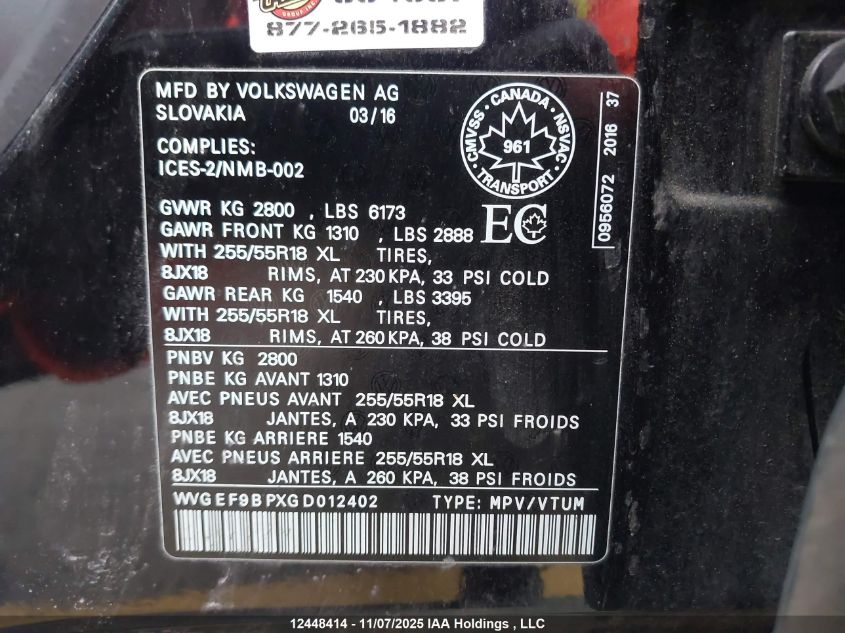 877-265-1882
MFD BY VOLKSWAGEN AG
SLOVAKIA 03/16
COMPLIES:
ICES-2/NMB-002
CMVSS · CANADA · NSVAC · TRANSPORT ·
961
0956072 2016 37
GVWR KG 2800 , LBS 6173
EC
GAWR FRONT KG 1310 , LBS 2888
WITH 255/55R18 XL TIRES,
8JX18 RIMS, AT 230 KPA, 33 PSI COLD
GAWR REAR KG 1540 , LBS 3395
WITH 255/55R18 XL TIRES,
8JX18 RIMS, AT 260 KPA, 38 PSI COLD
PNBV KG 2800
PNBE KG AVANT 1310
AVEC PNEUS AVANT 255/55R18 XL
8JX18 JANTES, A 230 KPA, 33 PSI FROIDS
PNBE KG ARRIERE 1540
AVEC PNEUS ARRIERE 255/55R18 XL
8JX18 JANTES, A 260 KPA, 38 PSI FROIDS
WVGEF9BPXGD012402 TYPE: MPV/VTUM
12448414 - 11/07/2025 IAA Holdings , LLC